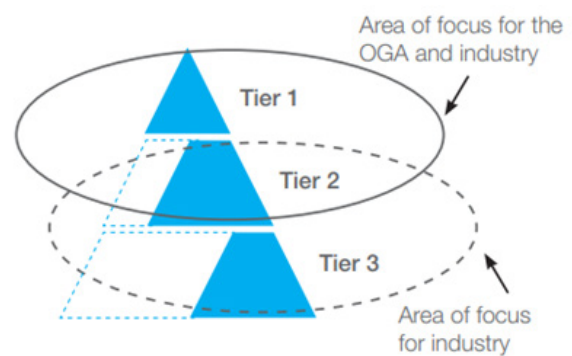 Area of focus for the
OGA and industry
Tier 1
Tier 2
Tier 3
Area of focus
for industry